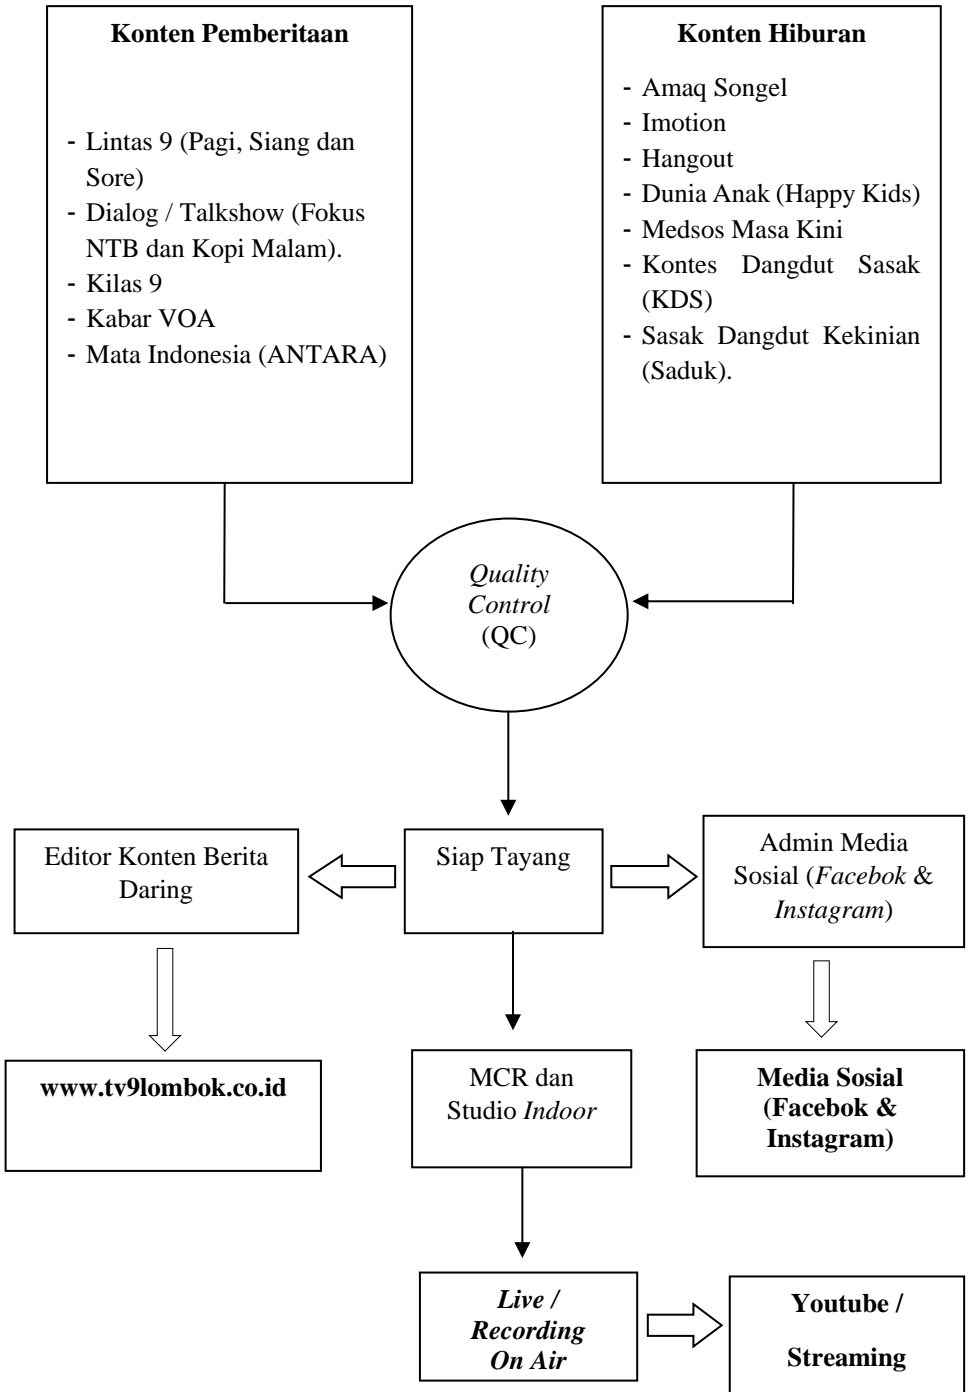 Konten Pemberitaan
- Lintas 9 (Pagi, Siang dan
Sore)
- Dialog / Talkshow (Fokus
NTB dan Kopi Malam).
- Kilas 9
- Kabar VOA
- Mata Indonesia (ANTARA)
Konten Hiburan
- Amaq Songel
- Imotion
- Hangout
- Dunia Anak (Happy Kids)
- Medsos Masa Kini
- Kontes Dangdut Sasak
(KDS)
- Sasak Dangdut Kekinian
(Saduk).
Quality
Control
(QC)
Editor Konten Berita
Daring
Siap Tayang
Admin Media
Sosial (Facebok &
Instagram)
www.tv9lombok.co.id
MCR dan
Studio Indoor
Media Sosial
(Facebok &
Instagram)
Live /
Recording
On Air
Youtube /
Streaming